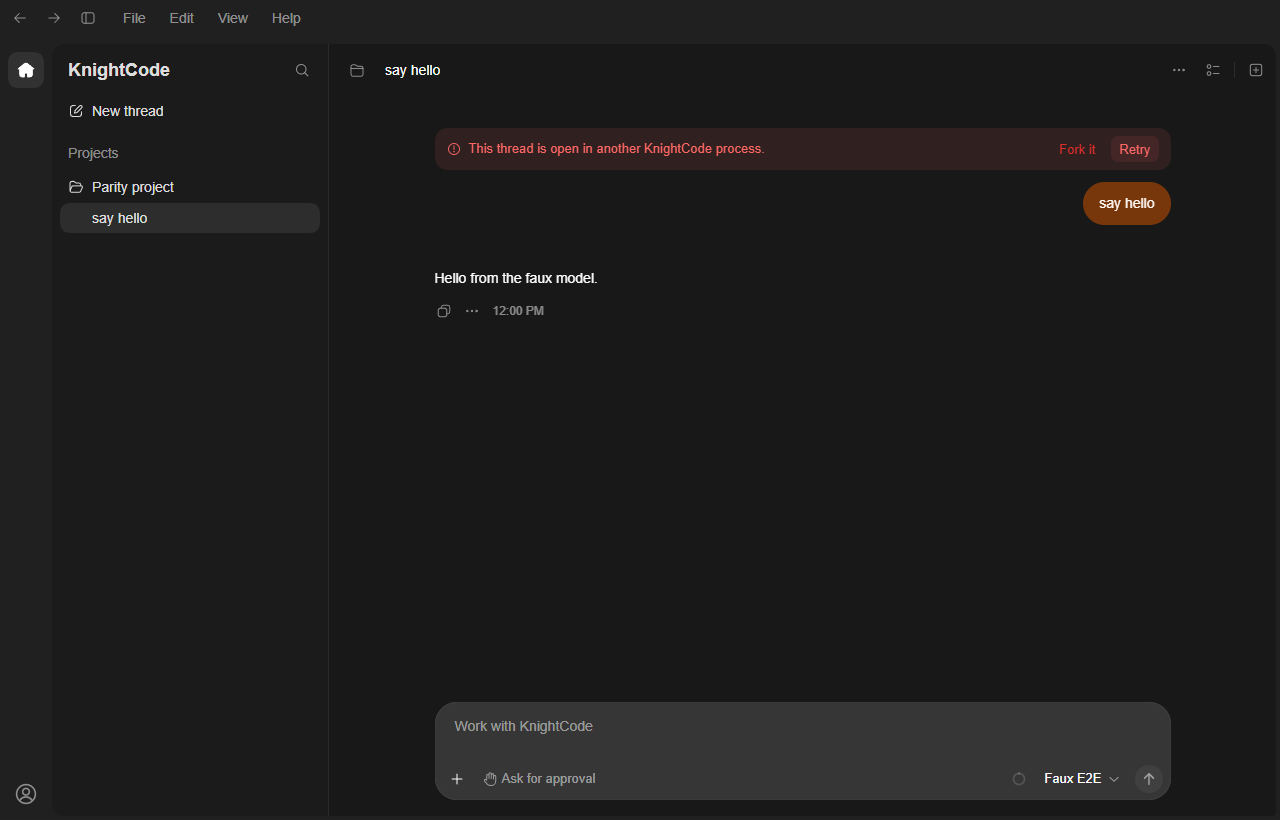 File Edit View Help
KnightCode
New thread
Projects
Parity project
say hello
say hello
This thread is open in another KnightCode process. Fork it Retry
say hello
Hello from the faux model.
12:00 PM
Work with KnightCode
Ask for approval Faux E2E